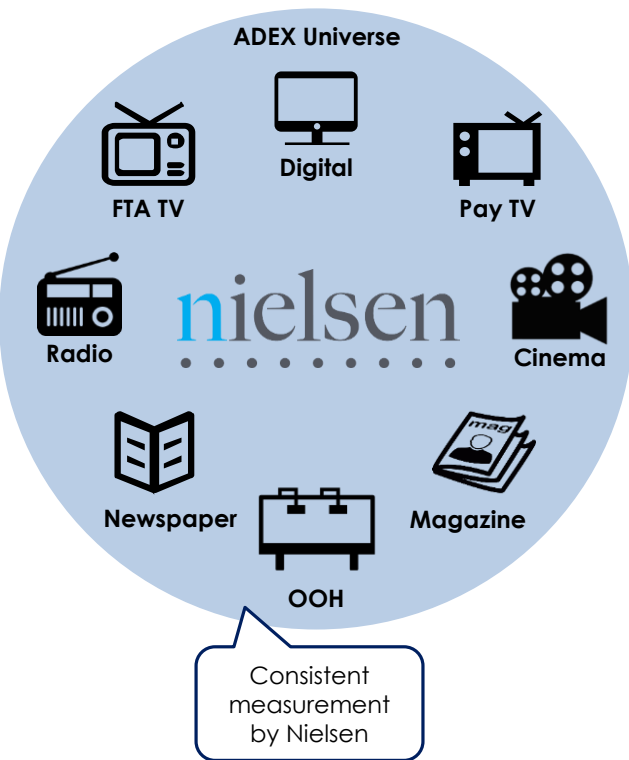 ADEX Universe
Digital
FTA TV
Pay TV
nielsen
Radio
Cinema
mag
Newspaper
Magazine
OOH
Consistent
measurement
by Nielsen